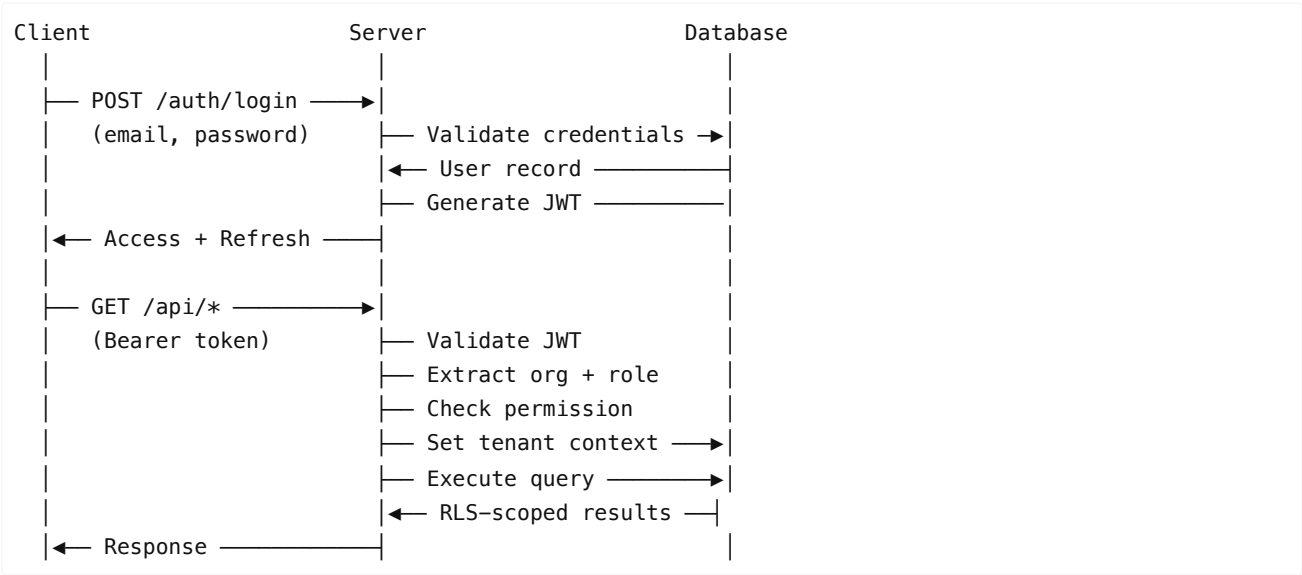 Client Server Database
POST /auth/login
(email, password) Validate credentials
User record
Generate JWT
Access + Refresh
GET /api/*
(Bearer token) Validate JWT
Extract org + role
Check permission
Set tenant context
Execute query
RLS-scoped results
Response